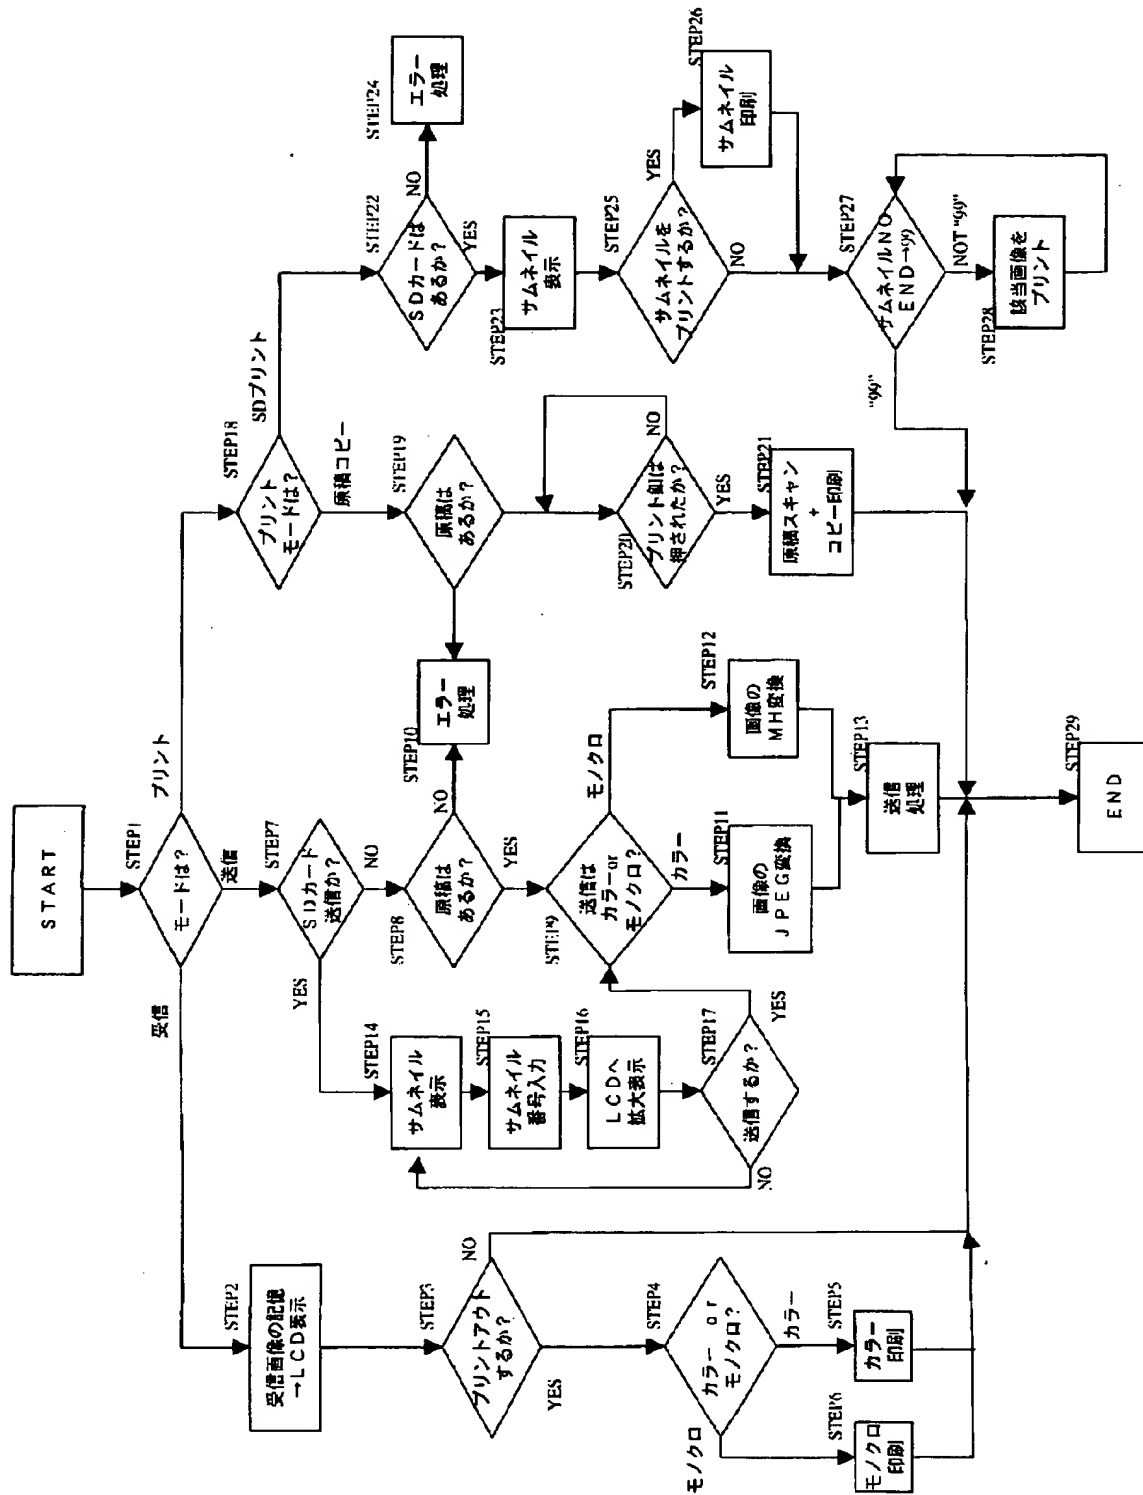 START
STEP1
モードは？
受信
送信
プリント
STEP2
受信画像の記憶
→LCD表示
STEP3
プリントアウト
するか？
NO
YES
STEP4
カラー or
モノクロ？
モノクロ
カラー
STEP5
カラー
印刷
STEP6
モノクロ
印刷
STEP7
SDカード
送信か？
YES
NO
STEP8
原稿は
あるか？
NO
YES
STEP10
エラー
処理
STEP9
送信は
カラーor
モノクロ？
モノクロ
カラー
STEP11
画像の
JPEG変換
STEP12
画像の
MH変換
STEP13
送信
処理
STEP14
サムネイル
表示
STEP15
サムネイル
番号入力
STEP16
LCDへ
拡大表示
STEP17
送信するか？
YES
NO
STEP18
プリント
モードは？
SDプリント
原稿コピー
STEP19
原稿は
あるか？
STEP20
プリント釦は
押されたか？
NO
YES
STEP21
原稿スキャン
+
コピー印刷
STEP22
SDカードは
あるか？
NO
YES
STEP24
エラー
処理
STEP23
サムネイル
表示
STEP25
サムネイルを
プリントするか？
YES
NO
STEP26
サムネイル
印刷
STEP27
サムネイルNO
END→99
"99"
NOT "99"
STEP28
該当画像を
プリント
STEP29
END